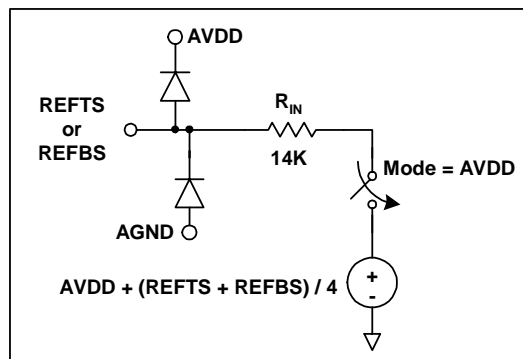 AVDD
REFTS
or
REFBS
R_IN
14K
Mode = AVDD
AGND
AVDD + (REFTS + REFBS) / 4
+
-